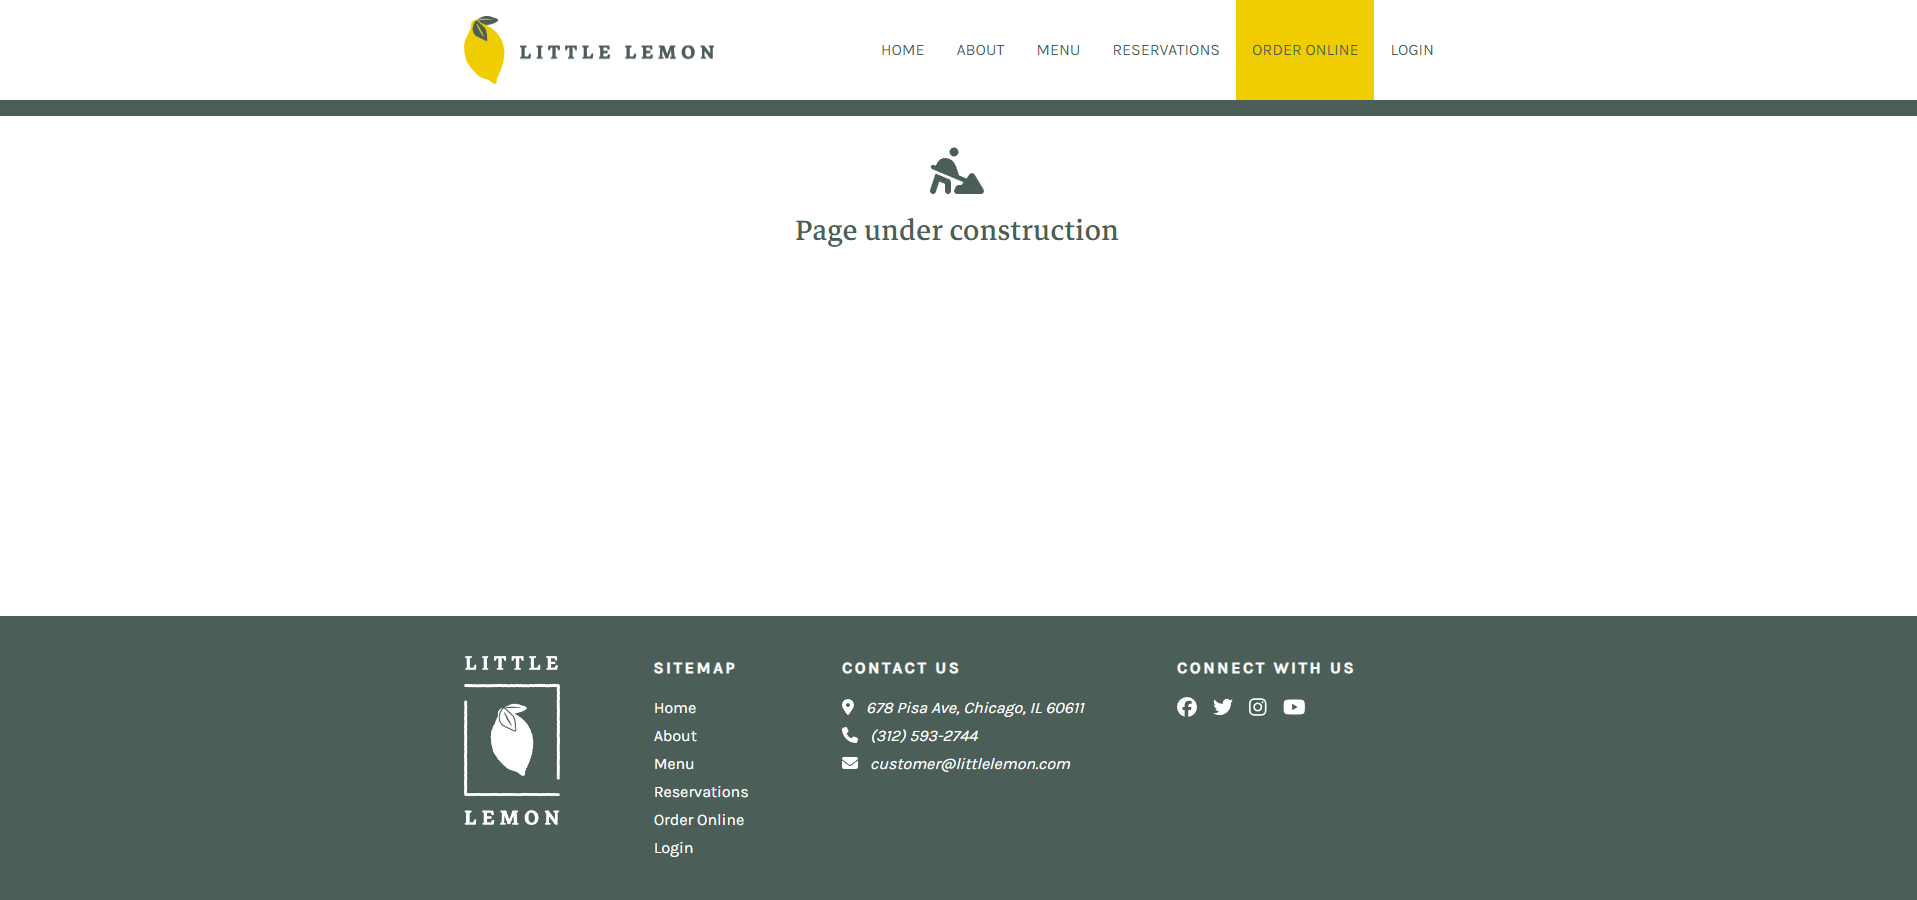 LITTLE LEMON
HOME ABOUT MENU RESERVATIONS ORDER ONLINE LOGIN
Page under construction
LITTLE
LEMON
SITEMAP
Home
About
Menu
Reservations
Order Online
Login
CONTACT US
678 Pisa Ave, Chicago, IL 60611
(312) 593-2744
customer@littlelemon.com
CONNECT WITH US